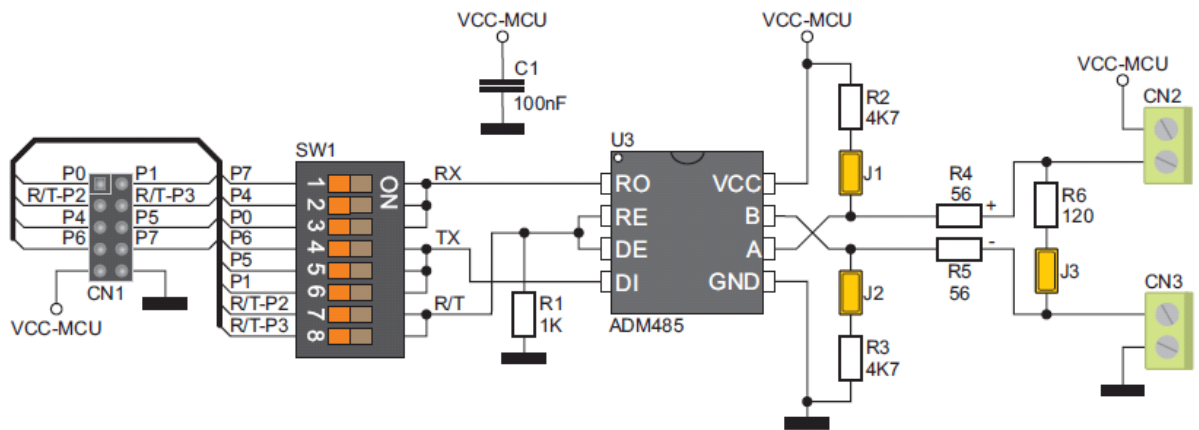 VCC-MCU
C1
100nF
VCC-MCU
R2
4K7
J1
VCC-MCU
CN2
P0
P1
R/T-P2
R/T-P3
P4
P5
P6
P7
CN1
VCC-MCU
P7
P4
P0
P6
P5
P1
R/T-P2
R/T-P3
SW1
ON
1
2
3
4
5
6
7
8
RX
TX
R/T
R1
1K
U3
RO
VCC
RE
B
DE
A
DI
GND
ADM485
J2
R3
4K7
R4
56
+
-
R5
56
R6
120
J3
CN3